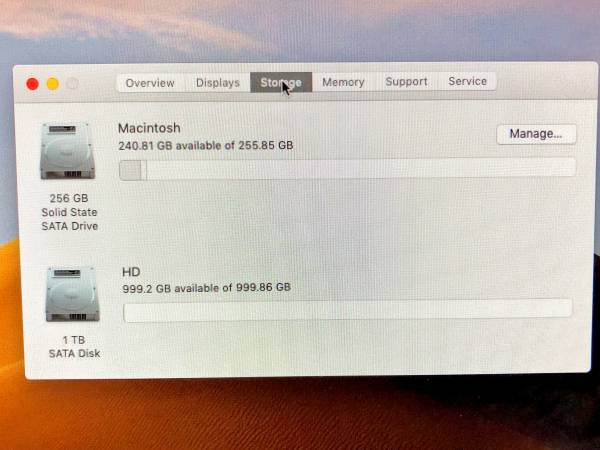 Overview Displays Storage Memory Support Service
Macintosh
240.81 GB available of 255.85 GB
Manage...
256 GB
Solid State
SATA Drive
HD
999.2 GB available of 999.86 GB
1 TB
SATA Disk